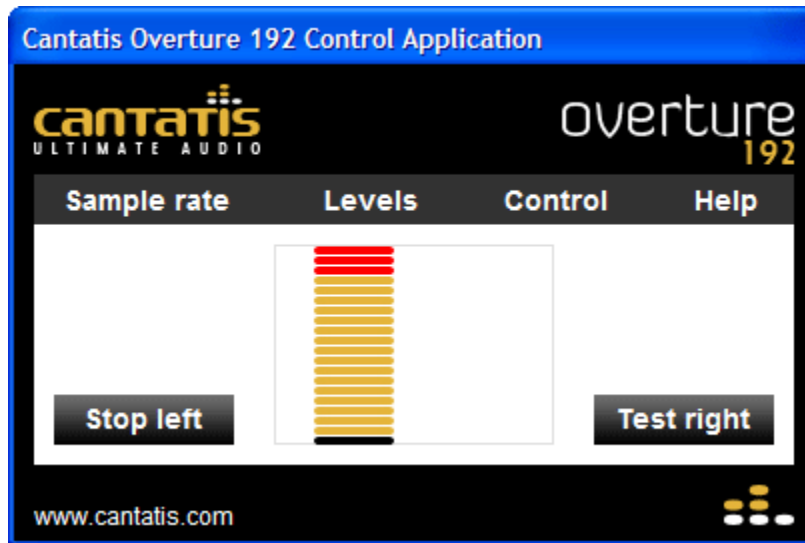 Cantatis Overture 192 Control Application
cantatis
ULTIMATE AUDIO
overture
192
Sample rate Levels Control Help
Stop left Test right
www.cantatis.com